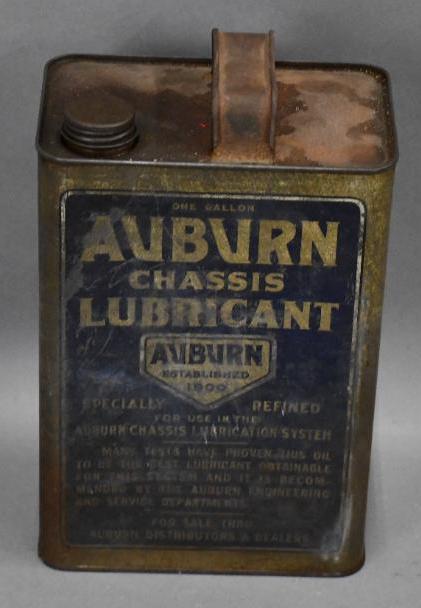 ONE GALLON
AUBURN
CHASSIS
LUBRICANT
AUBURN
ESTABLISHED
1900
SPECIALLY REFINED
FOR USE IN THE
AUBURN CHASSIS LUBRICATION SYSTEM
MANY TESTS HAVE PROVEN THIS OIL
TO BE THE BEST LUBRICANT OBTAINABLE
FOR THIS SYSTEM AND IT IS RECOM-
MENDED BY THE AUBURN ENGINEERING
AND SERVICE DEPARTMENTS
FOR SALE THRU
AUBURN DISTRIBUTORS & DEALERS